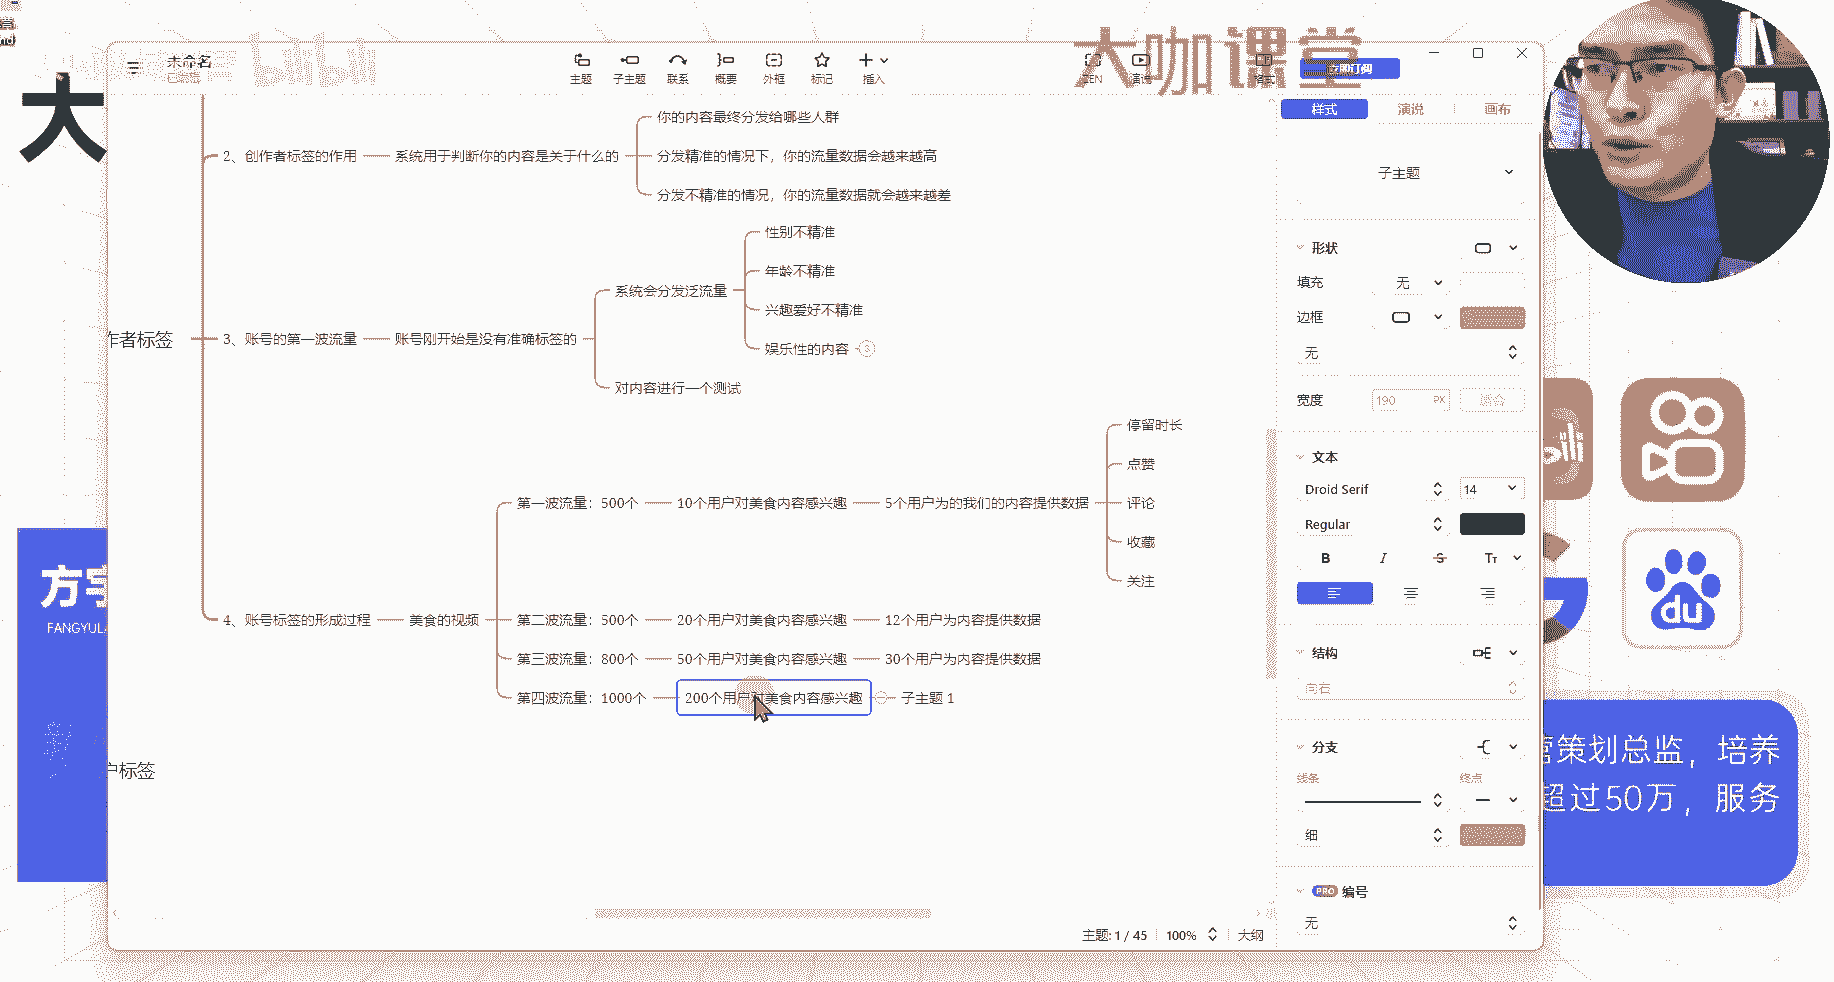 nd
大
bilibili
大咖课堂
未命名
已编辑
主题
子主题
联系
概要
外框
标记
插入
ZEN
演说
格式
样式
演说
画布
你的内容最终分发给哪些人群
2、创作者标签的作用
系统用于判断你的内容是关于什么的
分发精准的情况下，你的流量数据会越来越高
分发不精准的情况，你的流量数据就会越来越差
性别不精准
系统会分发泛流量
年龄不精准
兴趣爱好不精准
作者标签
3、账号的第一波流量
账号刚开始是没有准确标签的
娱乐性的内容
3
对内容进行一个测试
停留时长
点赞
第一波流量：500个
10个用户对美食内容感兴趣
5个用户为的我们的内容提供数据
评论
收藏
关注
4、账号标签的形成过程
美食的视频
第二波流量：500个
20个用户对美食内容感兴趣
12个用户为内容提供数据
第三波流量：800个
50个用户对美食内容感兴趣
30个用户为内容提供数据
第四波流量：1000个
200个用户对美食内容感兴趣
子主题 1
户标签
子主题
形状
填充
无
边框
无
宽度
190
PX
适合
文本
Droid Serif
14
Regular
B
I
S
Tт
结构
向右
分支
线条
终点
细
PRO
编号
无
主题: 1 / 45
100%
大纲
方宇
FANGYULA
du
营策划总监，培养
超过50万，服务